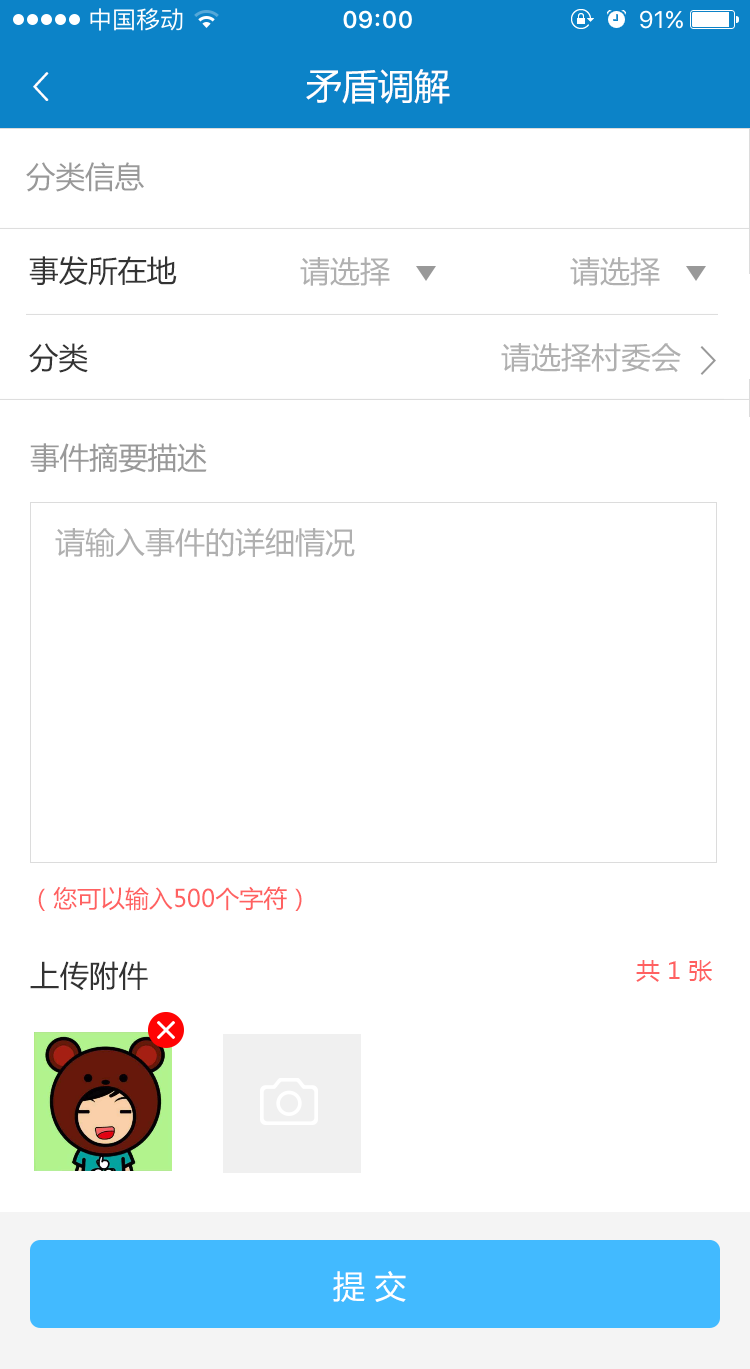 中国移动 09:00 91%
矛盾调解
分类信息
事发所在地 请选择 请选择
分类 请选择村委会
事件摘要描述
请输入事件的详细情况
（您可以输入500个字符）
上传附件 共 1 张
提 交